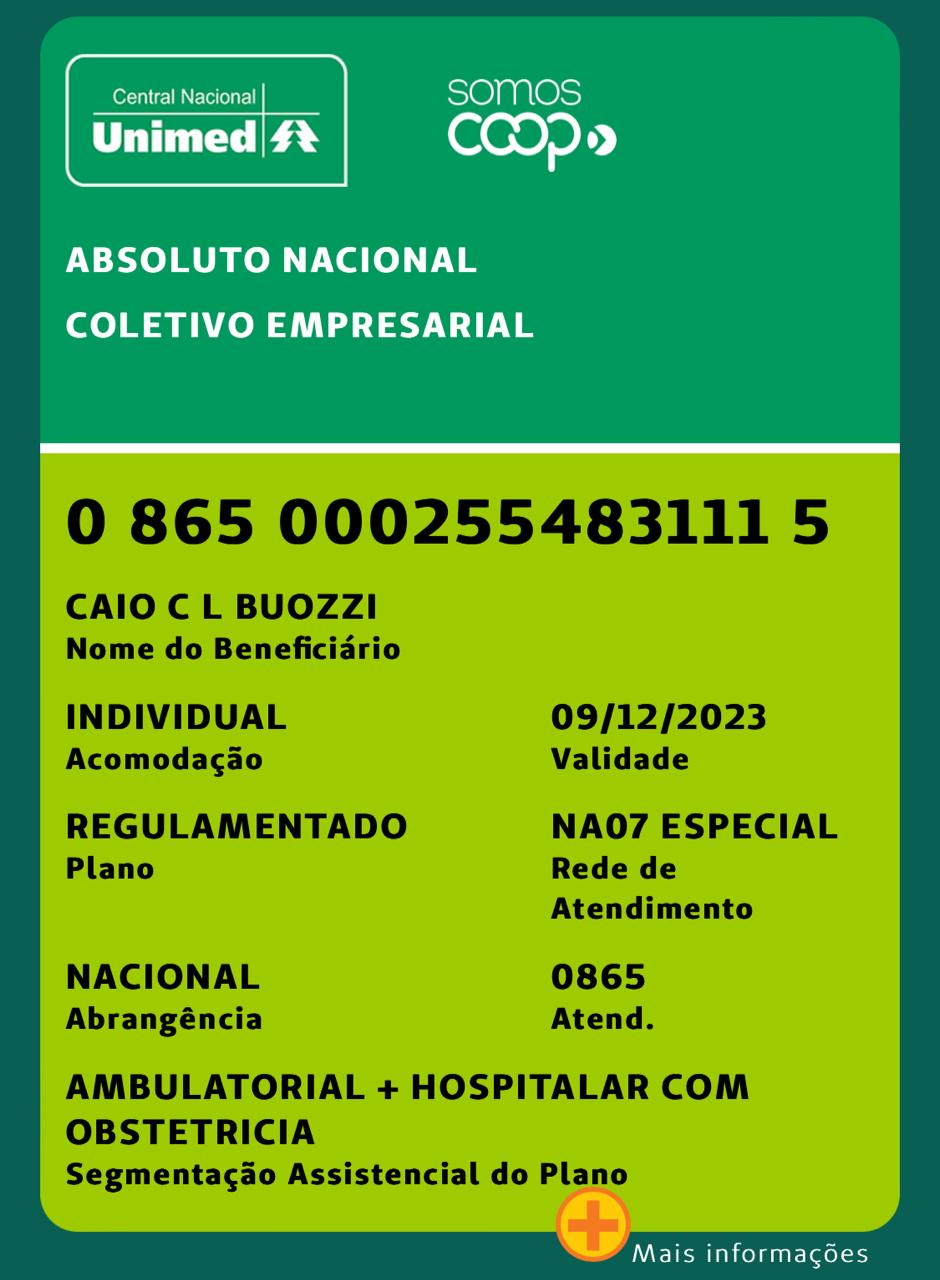 Central Nacional
Unimed
somos
coop
ABSOLUTO NACIONAL
COLETIVO EMPRESARIAL
0 865 000255483111 5
CAIO C L BUOZZI
Nome do Beneficiário
INDIVIDUAL
Acomodação
09/12/2023
Validade
REGULAMENTADO
Plano
NA07 ESPECIAL
Rede de
Atendimento
NACIONAL
Abrangência
0865
Atend.
AMBULATORIAL + HOSPITALAR COM
OBSTETRICIA
Segmentação Assistencial do Plano
Mais informações